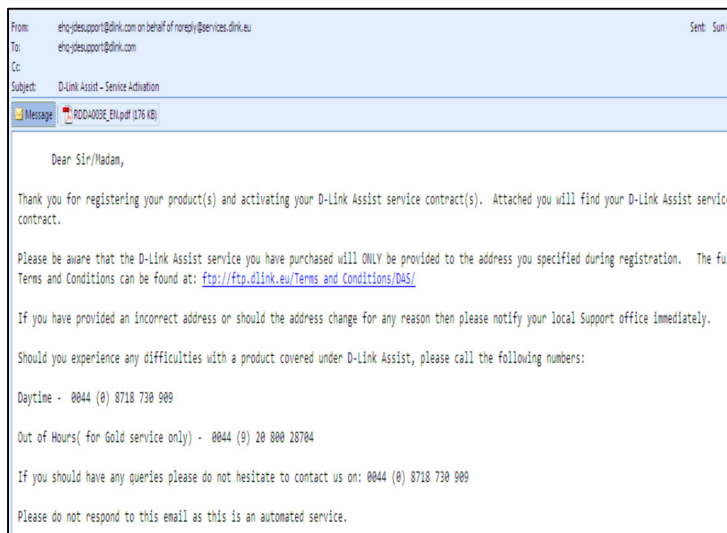 From: ehq-jdesupport@dlink.com on behalf of noreply@services.dlink.eu Sent: Sun
To: ehq-jdesupport@dlink.com
Cc:
Subject: D-Link Assist – Service Activation
Message RDDA003E_EN.pdf (176 KB)
Dear Sir/Madam,
Thank you for registering your product(s) and activating your D-Link Assist service contract(s). Attached you will find your D-Link Assist service
contract.
Please be aware that the D-Link Assist service you have purchased will ONLY be provided to the address you specified during registration. The fu
Terms and Conditions can be found at: ftp://ftp.dlink.eu/Terms and Conditions/DAS/
If you have provided an incorrect address or should the address change for any reason then please notify your local Support office immediately.
Should you experience any difficulties with a product covered under D-Link Assist, please call the following numbers:
Daytime - 0044 (0) 8718 730 909
Out of Hours( for Gold service only) - 0044 (9) 20 800 28704
If you should have any queries please do not hesitate to contact us on: 0044 (0) 8718 730 909
Please do not respond to this email as this is an automated service.